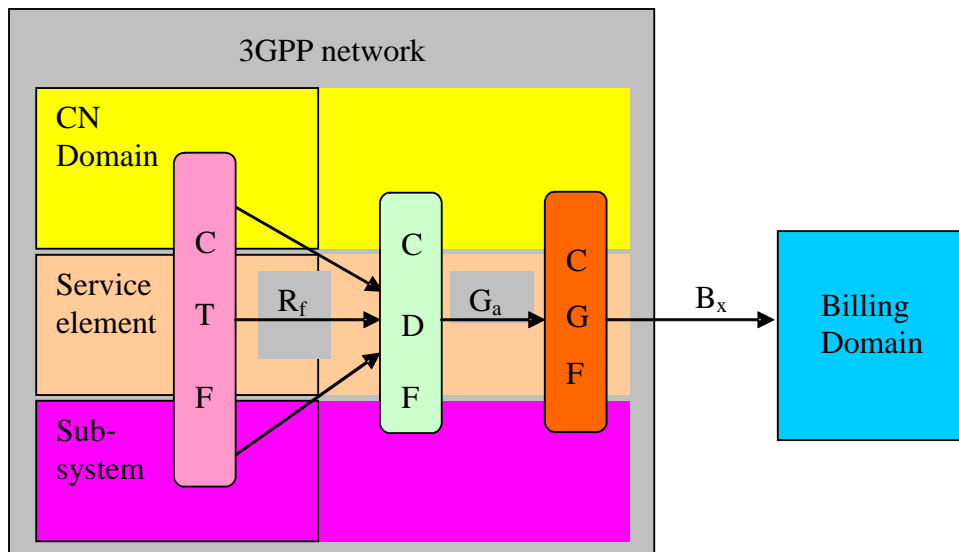 3GPP network
CN
Domain
C
T
F
Service
element
Rf
Sub-
system
C
D
F
Ga
C
G
F
Bx
Billing
Domain